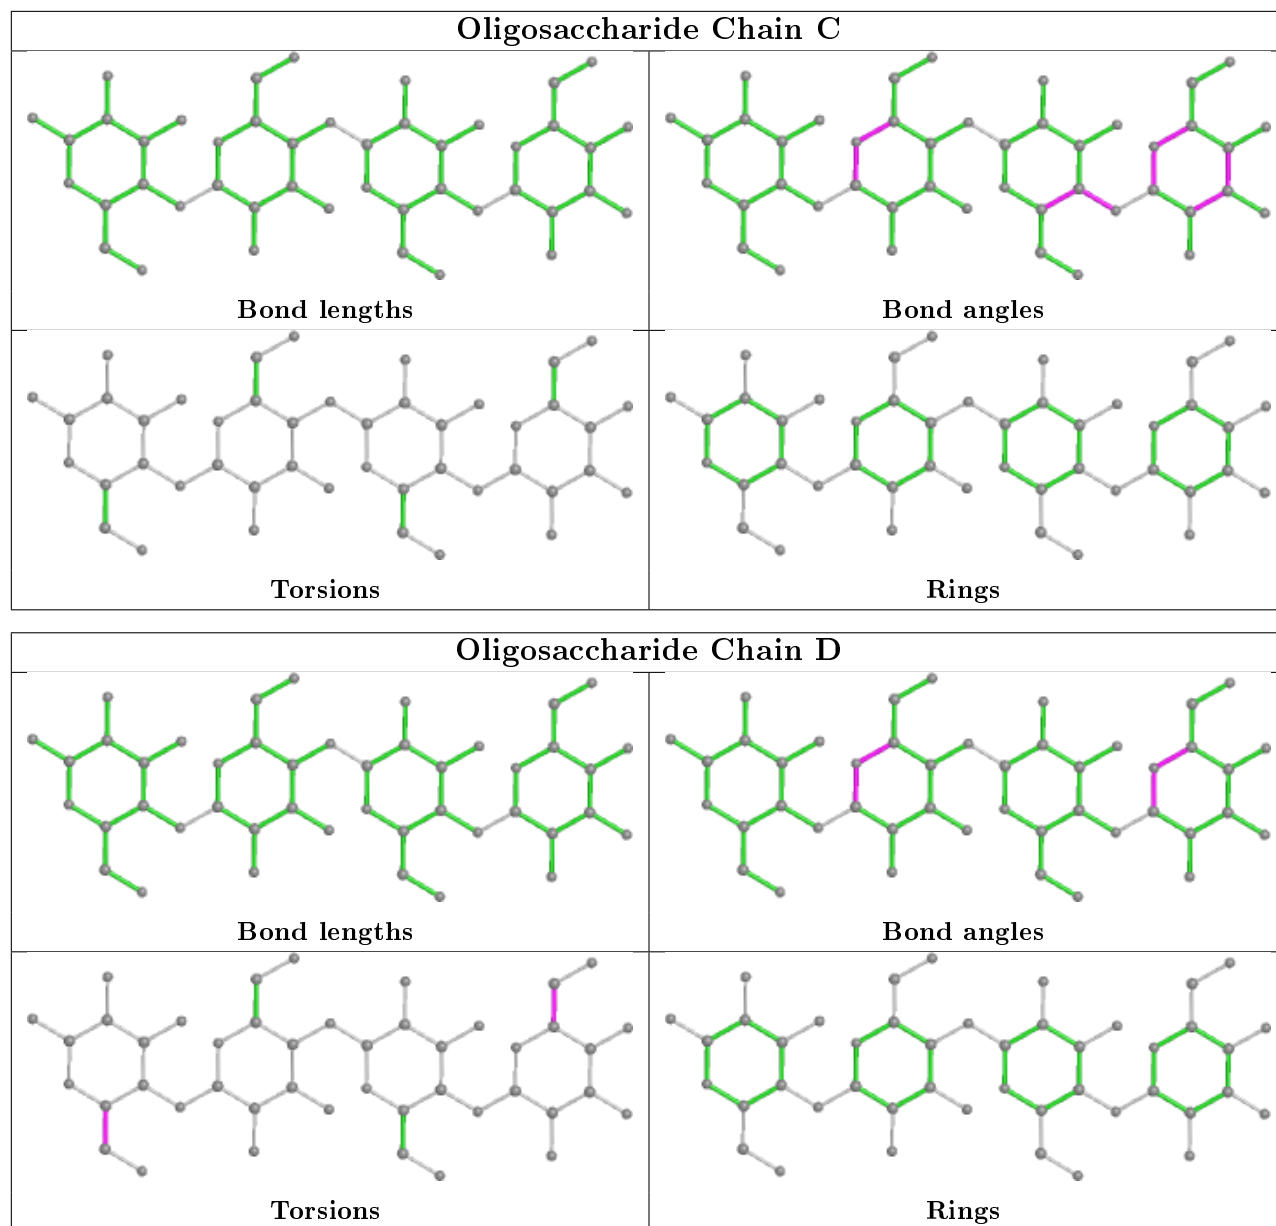 Oligosaccharide Chain C
Bond lengths
Bond angles
Torsions
Rings
Oligosaccharide Chain D
Bond lengths
Bond angles
Torsions
Rings